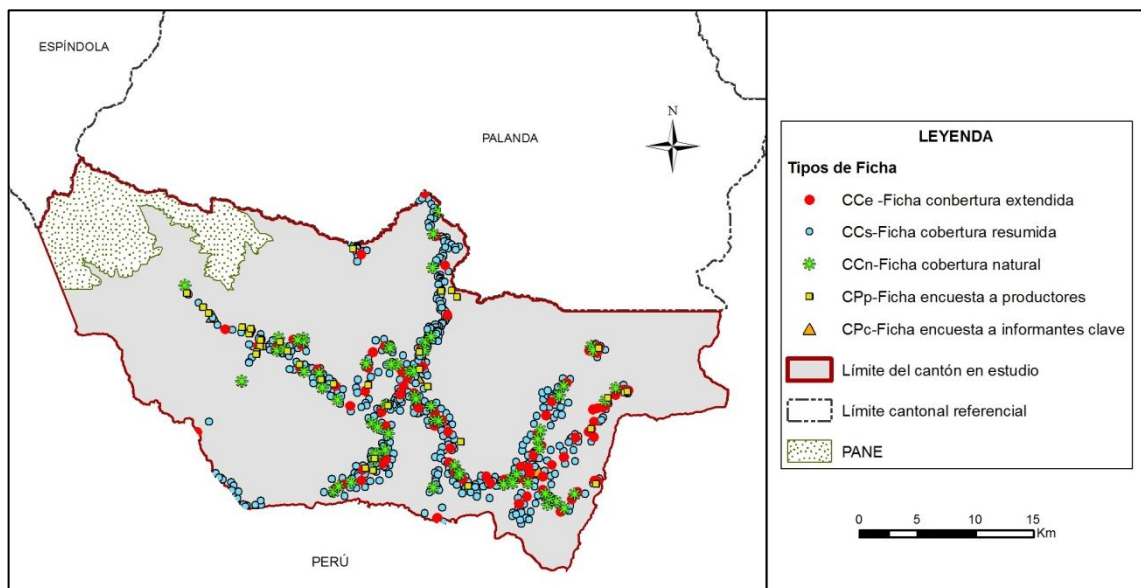 ESPÍNDOLA
PALANDA
N
PERÚ
LEYENDA
Tipos de Ficha
CCe -Ficha conbertura extendida
CCs-Ficha cobertura resumida
CCn-Ficha cobertura natural
CPp-Ficha encuesta a productores
CPc-Ficha encuesta a informantes clave
Límite del cantón en estudio
Límite cantonal referencial
PANE
0 5 10 15
Km